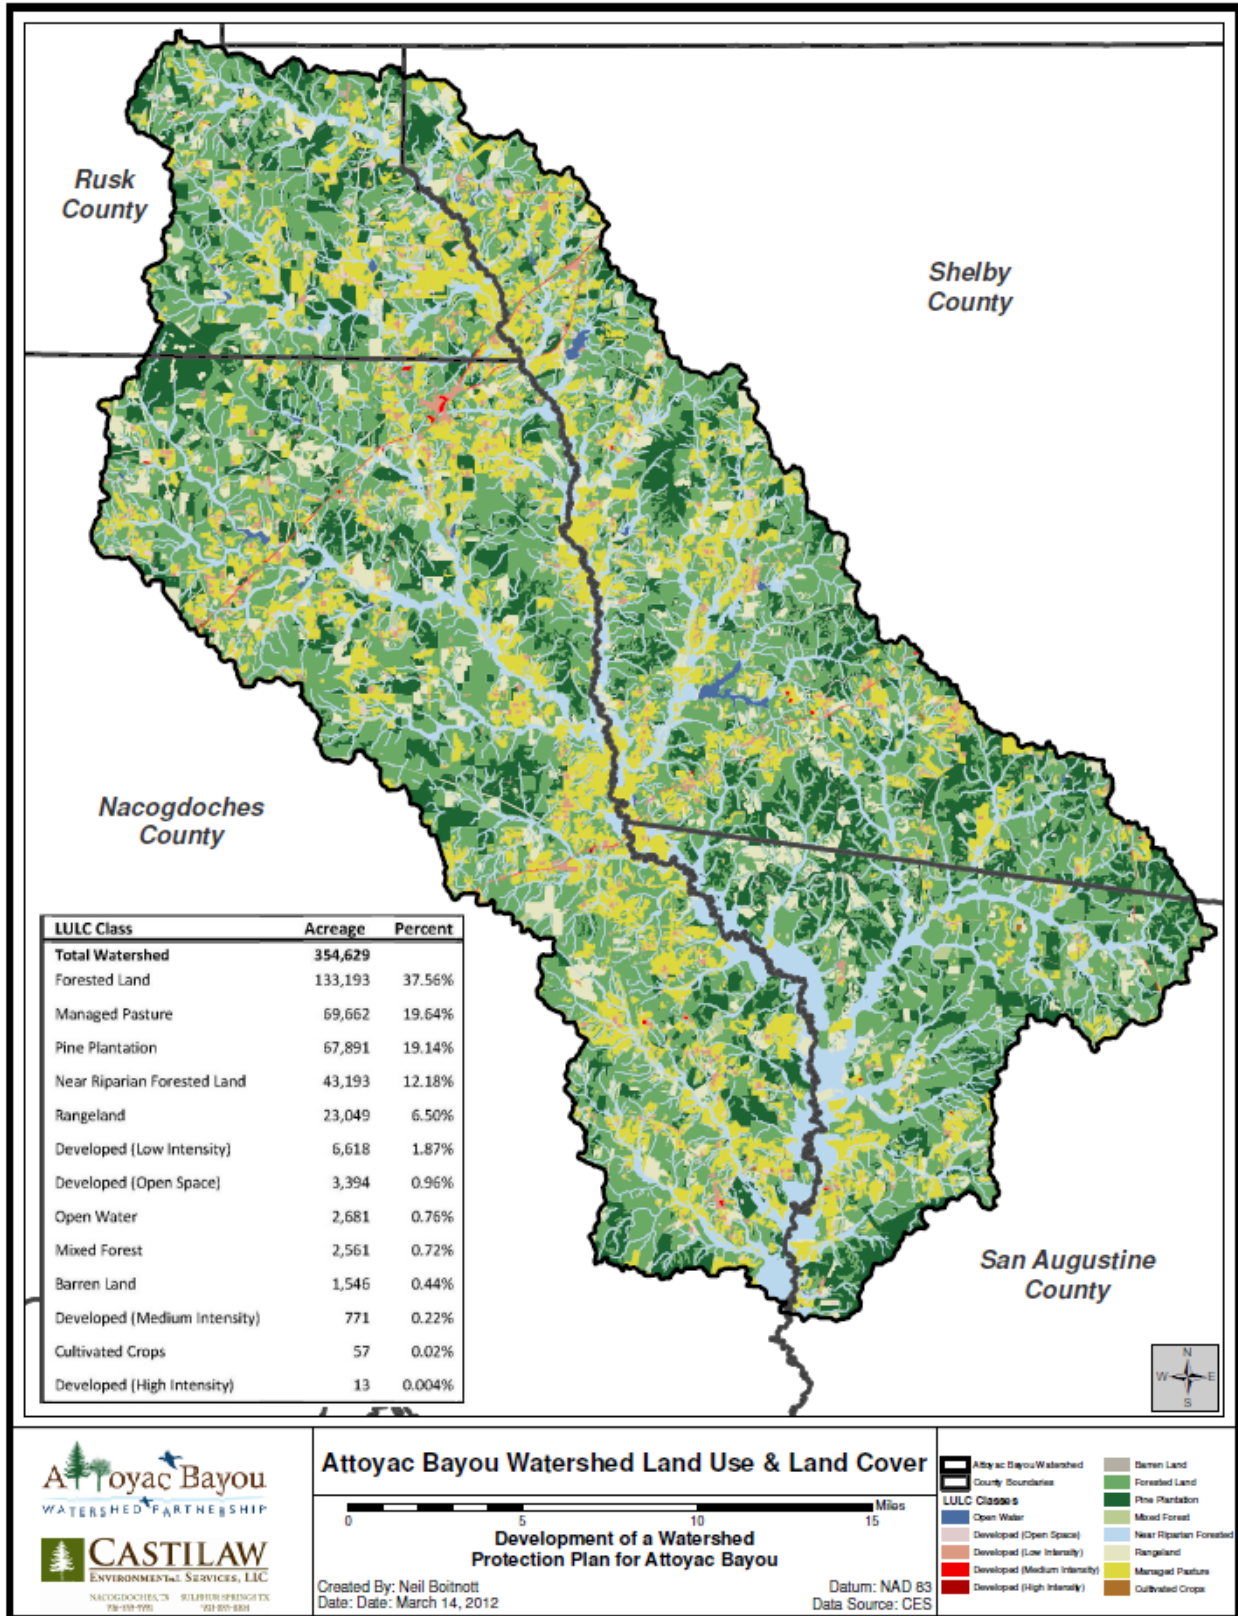 Rusk
County
Shelby
County
Nacogdoches
County
San Augustine
County
LULC Class Acreage Percent
Total Watershed 354,629
Forested Land 133,193 37.56%
Managed Pasture 69,662 19.64%
Pine Plantation 67,891 19.14%
Near Riparian Forested Land 43,193 12.18%
Rangeland 23,049 6.50%
Developed (Low Intensity) 6,618 1.87%
Developed (Open Space) 3,394 0.96%
Open Water 2,681 0.76%
Mixed Forest 2,561 0.72%
Barren Land 1,546 0.44%
Developed (Medium Intensity) 771 0.22%
Cultivated Crops 57 0.02%
Developed (High Intensity) 13 0.004%
N
W E
S
Attoyac Bayou
WATERSHED PARTNERSHIP
CASTILAW
ENVIRONMENTAL SERVICES, LLC
NACOGDOCHES, TX SULPHUR SPRINGS TX
Attoyac Bayou Watershed Land Use & Land Cover
Miles
0 5 10 15
Development of a Watershed
Protection Plan for Attoyac Bayou
Created By: Neil Boitnott
Date: Date: March 14, 2012
Datum: NAD 83
Data Source: CES
Attoyac Bayou Watershed
County Boundaries
LULC Classes
Open Water
Developed (Open Space)
Developed (Low Intensity)
Developed (Medium Intensity)
Developed (High Intensity)
Barren Land
Forested Land
Pine Plantation
Mixed Forest
Near Riparian Forested
Rangeland
Managed Pasture
Cultivated Crops